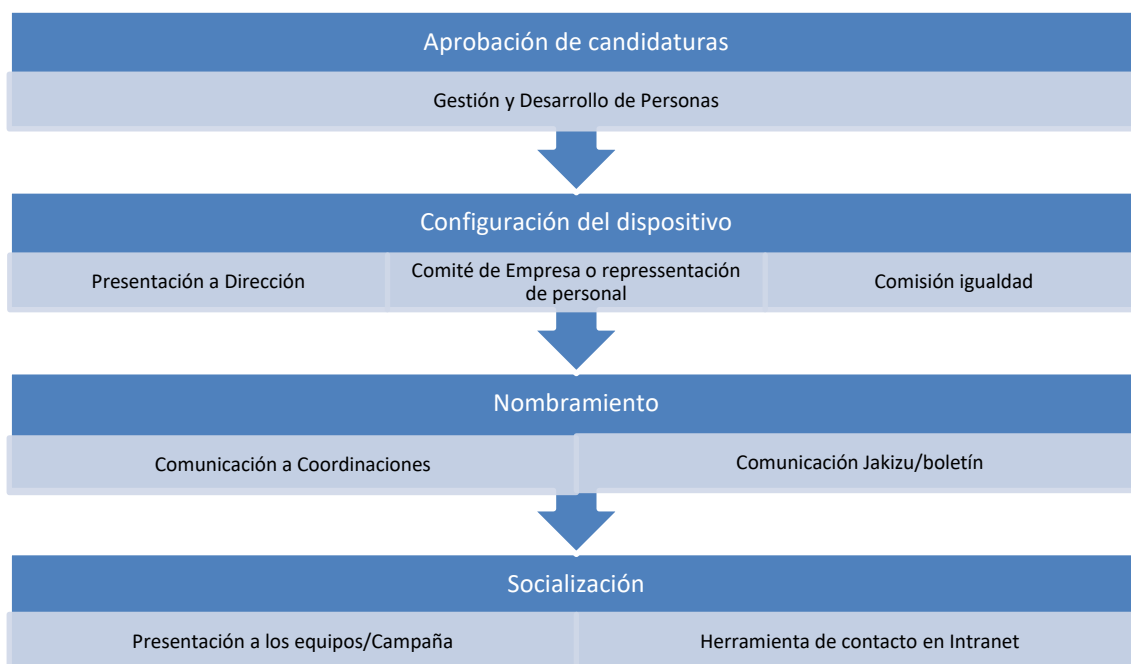 Aprobación de candidaturas
Gestión y Desarrollo de Personas
Configuración del dispositivo
Presentación a Dirección
Comité de Empresa o repressentación
de personal
Comisión igualdad
Nombramiento
Comunicación a Coordinaciones
Comunicación Jakizu/boletín
Socialización
Presentación a los equipos/Campaña
Herramienta de contacto en Intranet